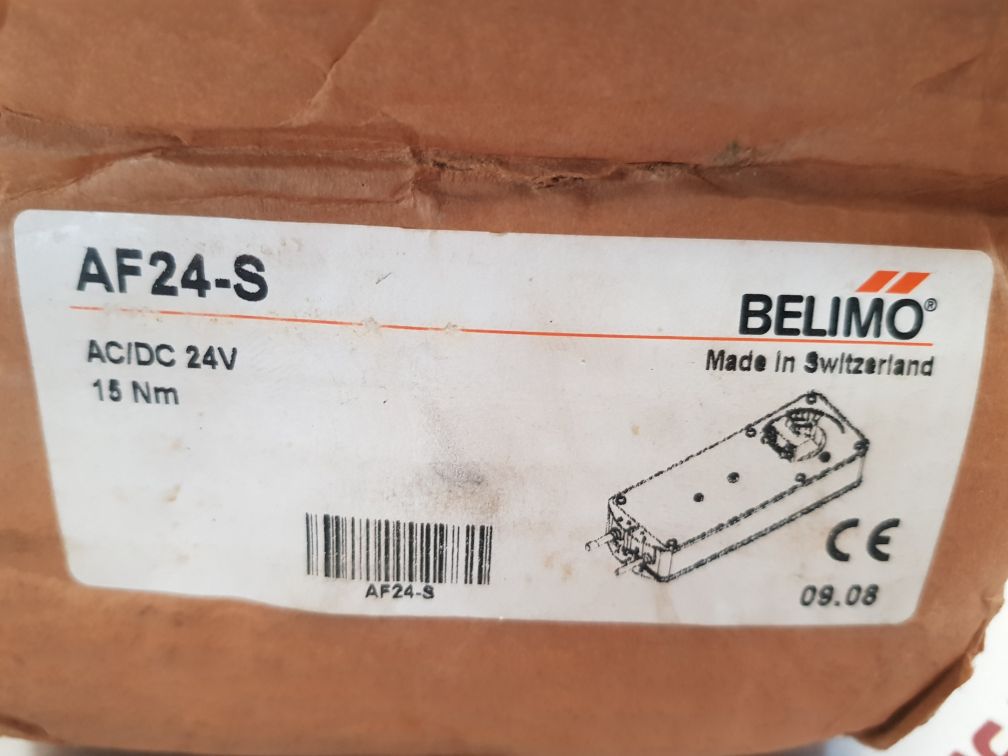 AF24-S
BELIMO®
Made in Switzerland
AC/DC 24V
15 Nm
AF24-S
CE
09.08